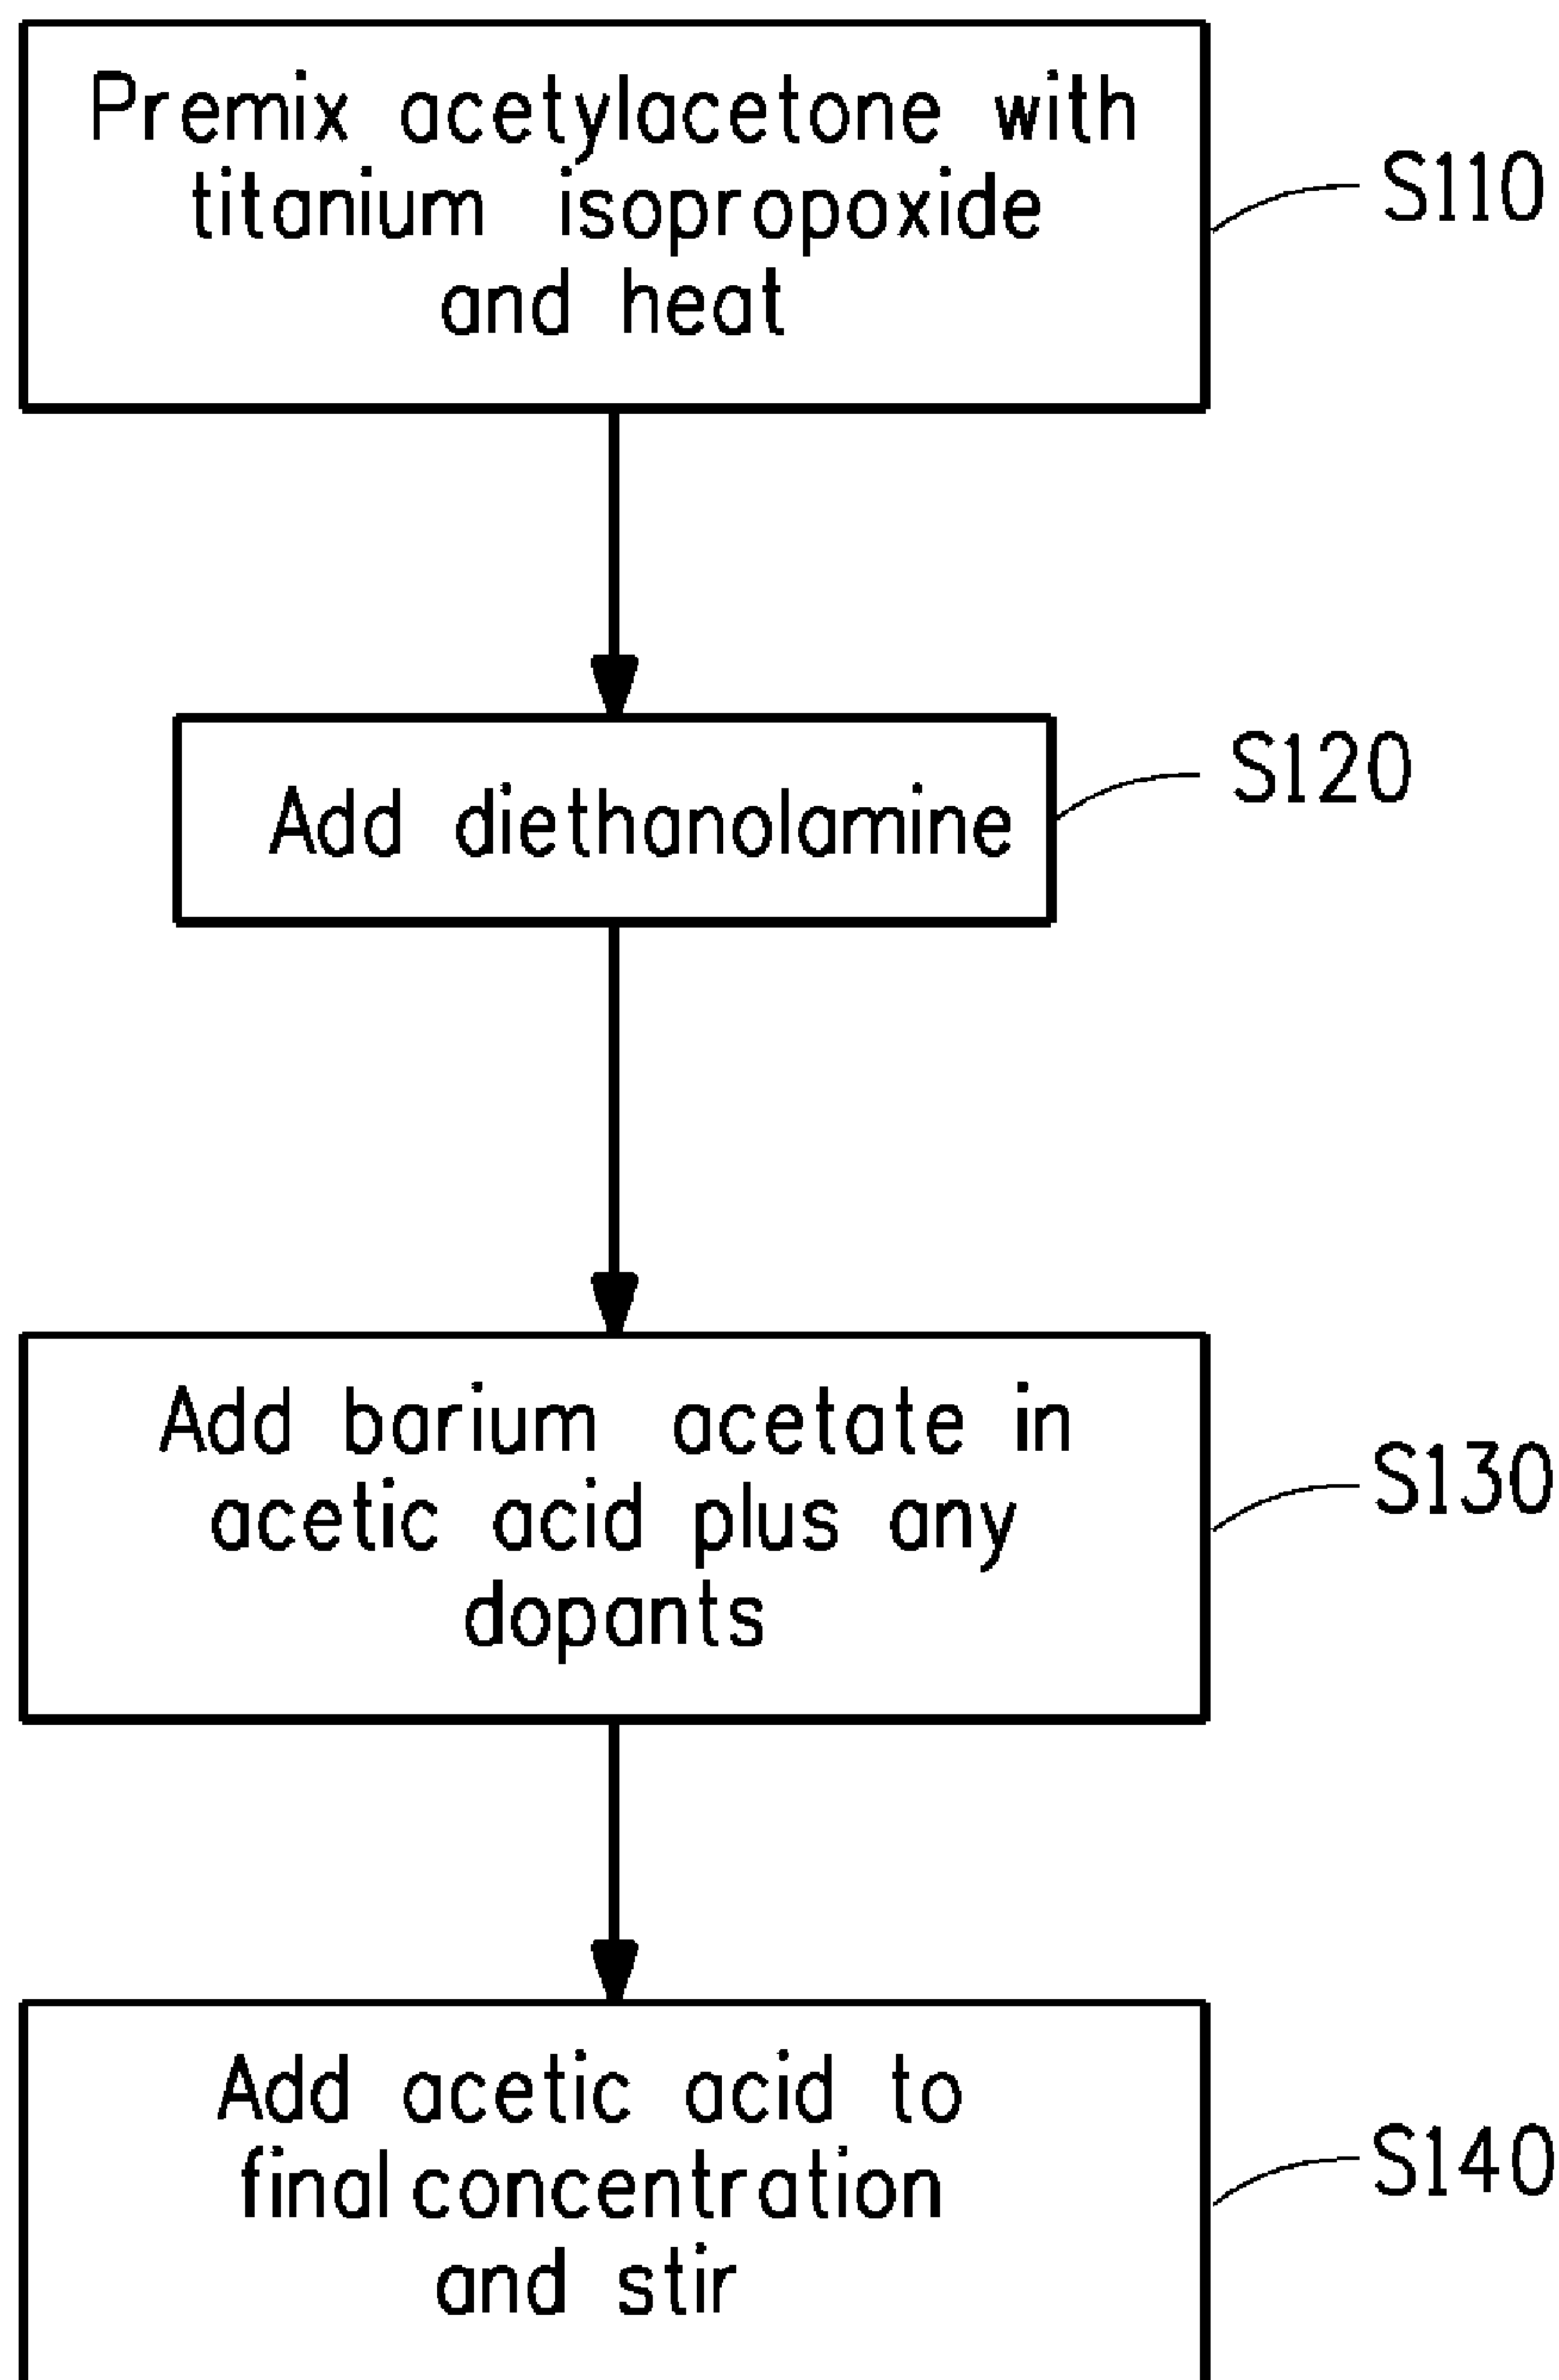 Premix acetylacetone with
titanium isopropoxide
and heat
S110
Add diethanolamine
S120
Add barium acetate in
acetic acid plus any
dopants
S130
Add acetic acid to
final concentration
and stir
S140